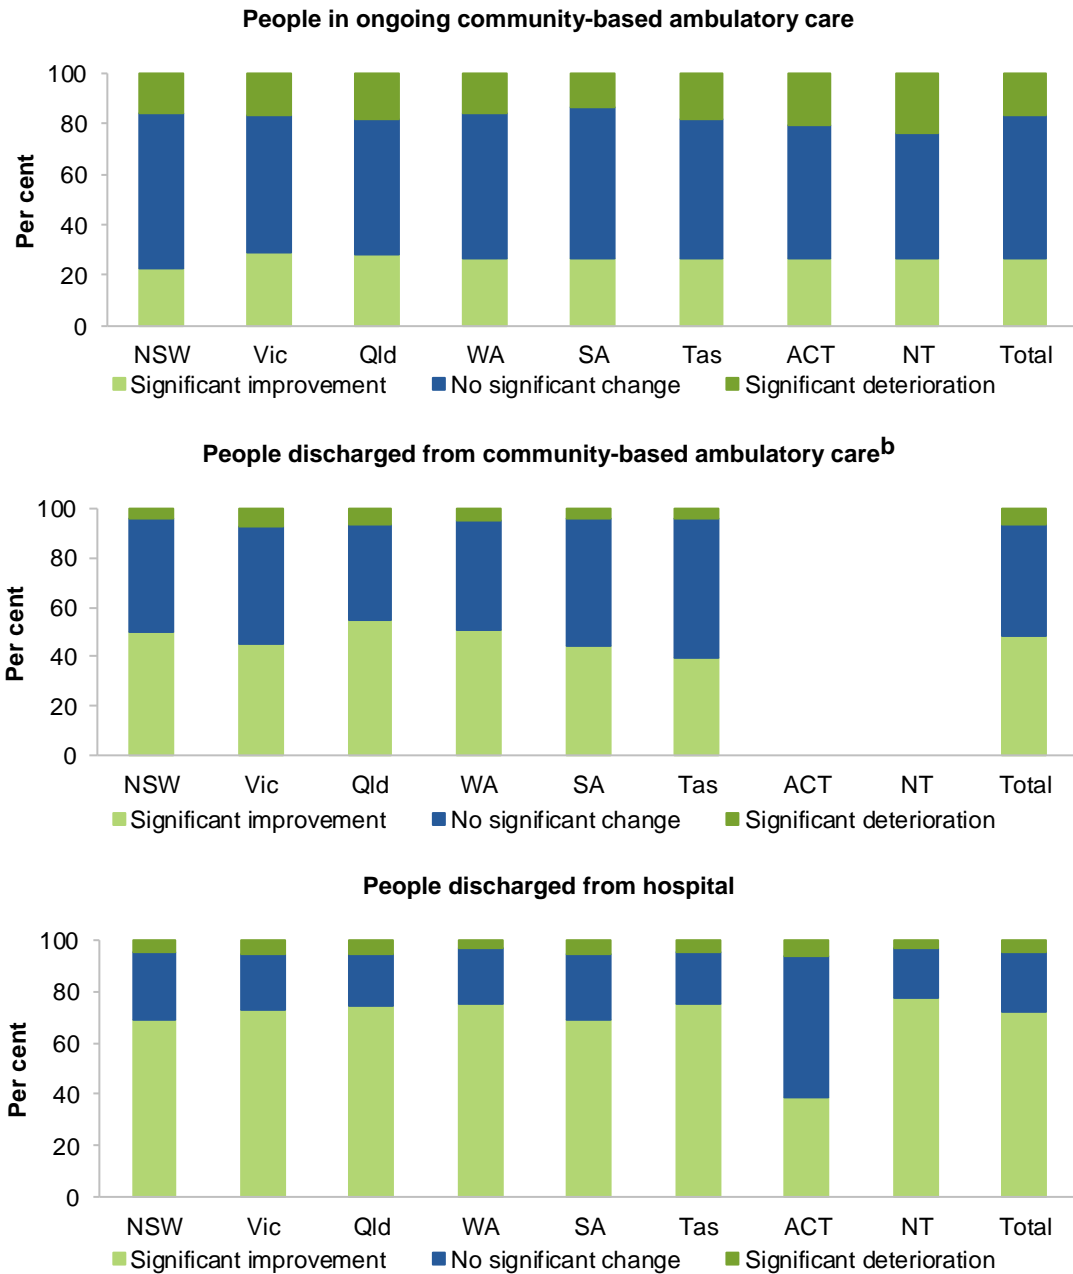 People in ongoing community-based ambulatory care
100
80
60
40
20
0
Per cent
NSW Vic Qld WA SA Tas ACT NT Total
Significant improvement No significant change Significant deterioration
People discharged from community-based ambulatory careb
100
80
60
40
20
0
Per cent
NSW Vic Qld WA SA Tas ACT NT Total
Significant improvement No significant change Significant deterioration
People discharged from hospital
100
80
60
40
20
0
Per cent
NSW Vic Qld WA SA Tas ACT NT Total
Significant improvement No significant change Significant deterioration